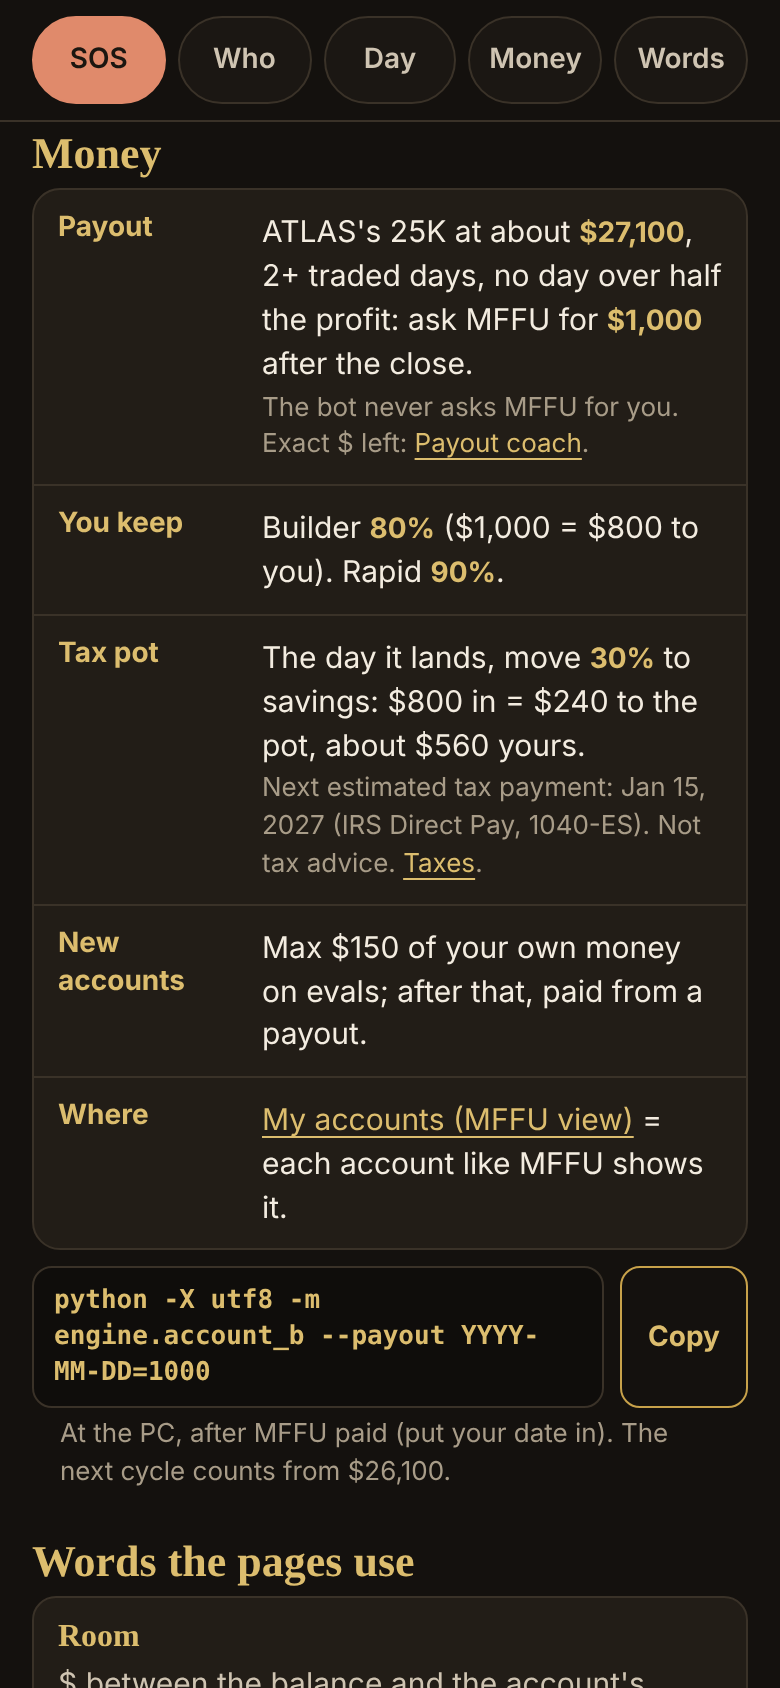 SOS Who Day Money Words
Money
Payout
ATLAS's 25K at about $27,100,
2+ traded days, no day over half
the profit: ask MFFU for $1,000
after the close.
The bot never asks MFFU for you.
Exact $ left: Payout coach.
You keep
Builder 80% ($1,000 = $800 to
you). Rapid 90%.
Tax pot
The day it lands, move 30% to
savings: $800 in = $240 to the
pot, about $560 yours.
Next estimated tax payment: Jan 15,
2027 (IRS Direct Pay, 1040-ES). Not
tax advice. Taxes.
New
accounts
Max $150 of your own money
on evals; after that, paid from a
payout.
Where
My accounts (MFFU view) =
each account like MFFU shows
it.
python -X utf8 -m
engine.account_b --payout YYYY-
MM-DD=1000
Copy
At the PC, after MFFU paid (put your date in). The
next cycle counts from $26,100.
Words the pages use
Room
$ between the balance and the account's